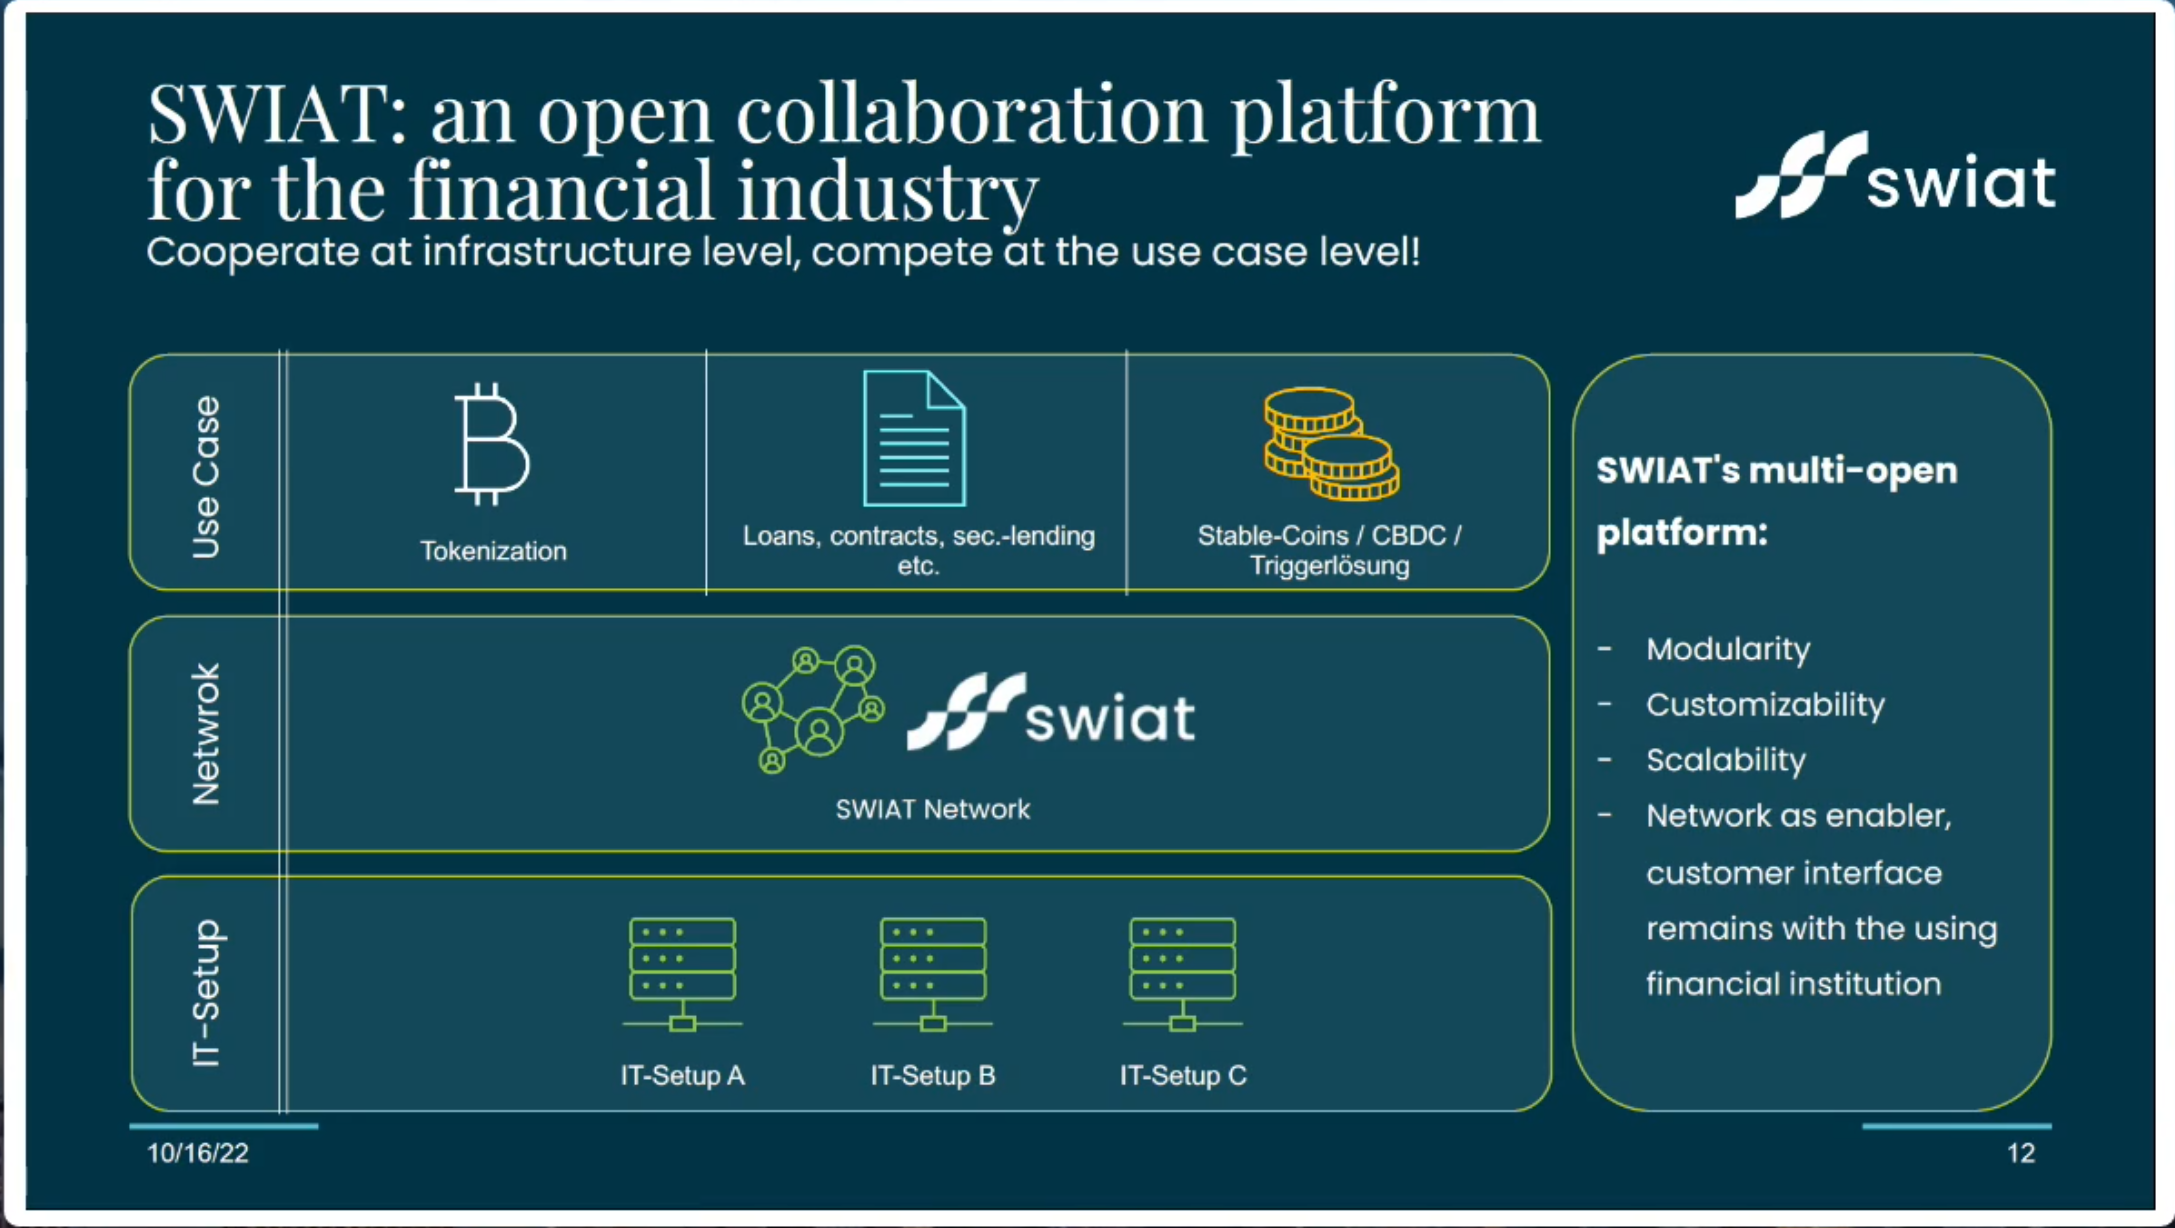 SWIAT: an open collaboration platform
for the financial industry
Cooperate at infrastructure level, compete at the use case level!
swiat
Use Case
Tokenization
Loans, contracts, sec.-lending
etc.
Stable-Coins / CBDC /
Triggerlösung
Netwrok
swiat
SWIAT Network
IT-Setup
IT-Setup A
IT-Setup B
IT-Setup C
SWIAT's multi-open
platform:
- Modularity
- Customizability
- Scalability
- Network as enabler,
customer interface
remains with the using
financial institution
10/16/22
12